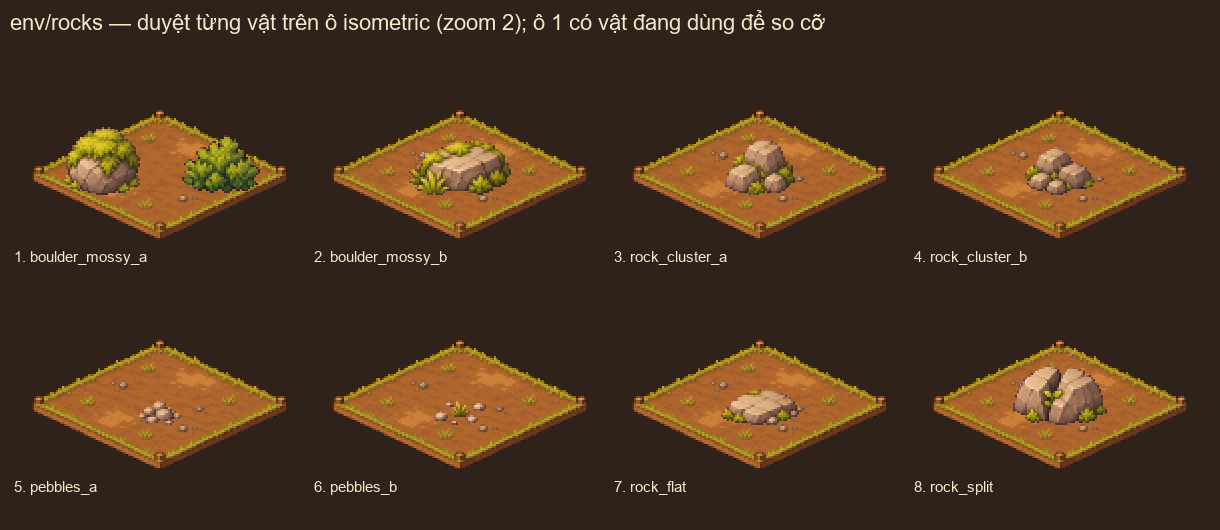 env/rocks — duyệt từng vật trên ô isometric (zoom 2); ô 1 có vật đang dùng để so cỡ
1. boulder_mossy_a
2. boulder_mossy_b
3. rock_cluster_a
4. rock_cluster_b
5. pebbles_a
6. pebbles_b
7. rock_flat
8. rock_split